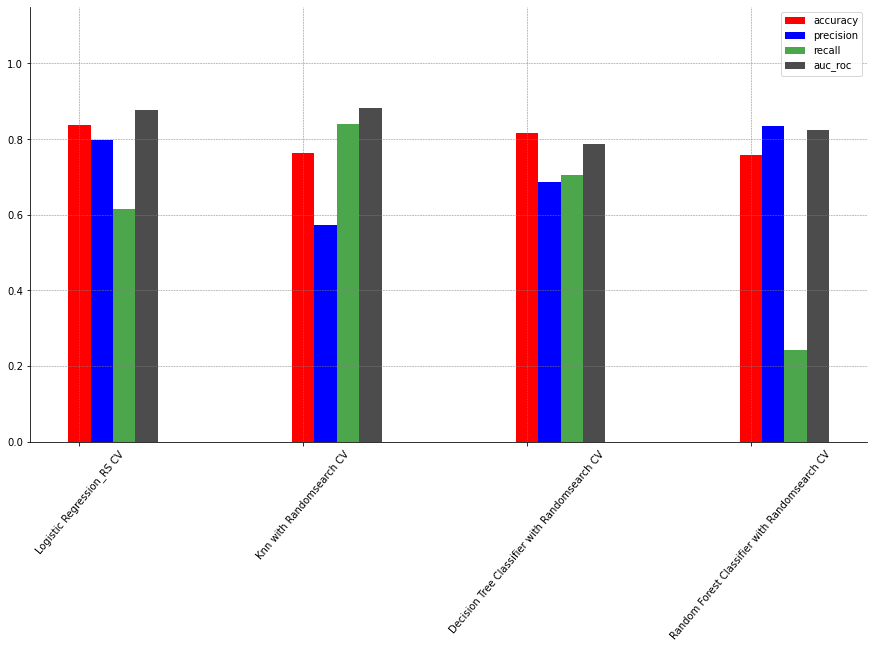 accuracy
precision
recall
auc_roc
1.0
0.8
0.6
0.4
0.2
0.0
Logistic Regression_RS CV
Knn with Randomsearch CV
Decision Tree Classifier with Randomsearch CV
Random Forest Classifier with Randomsearch CV